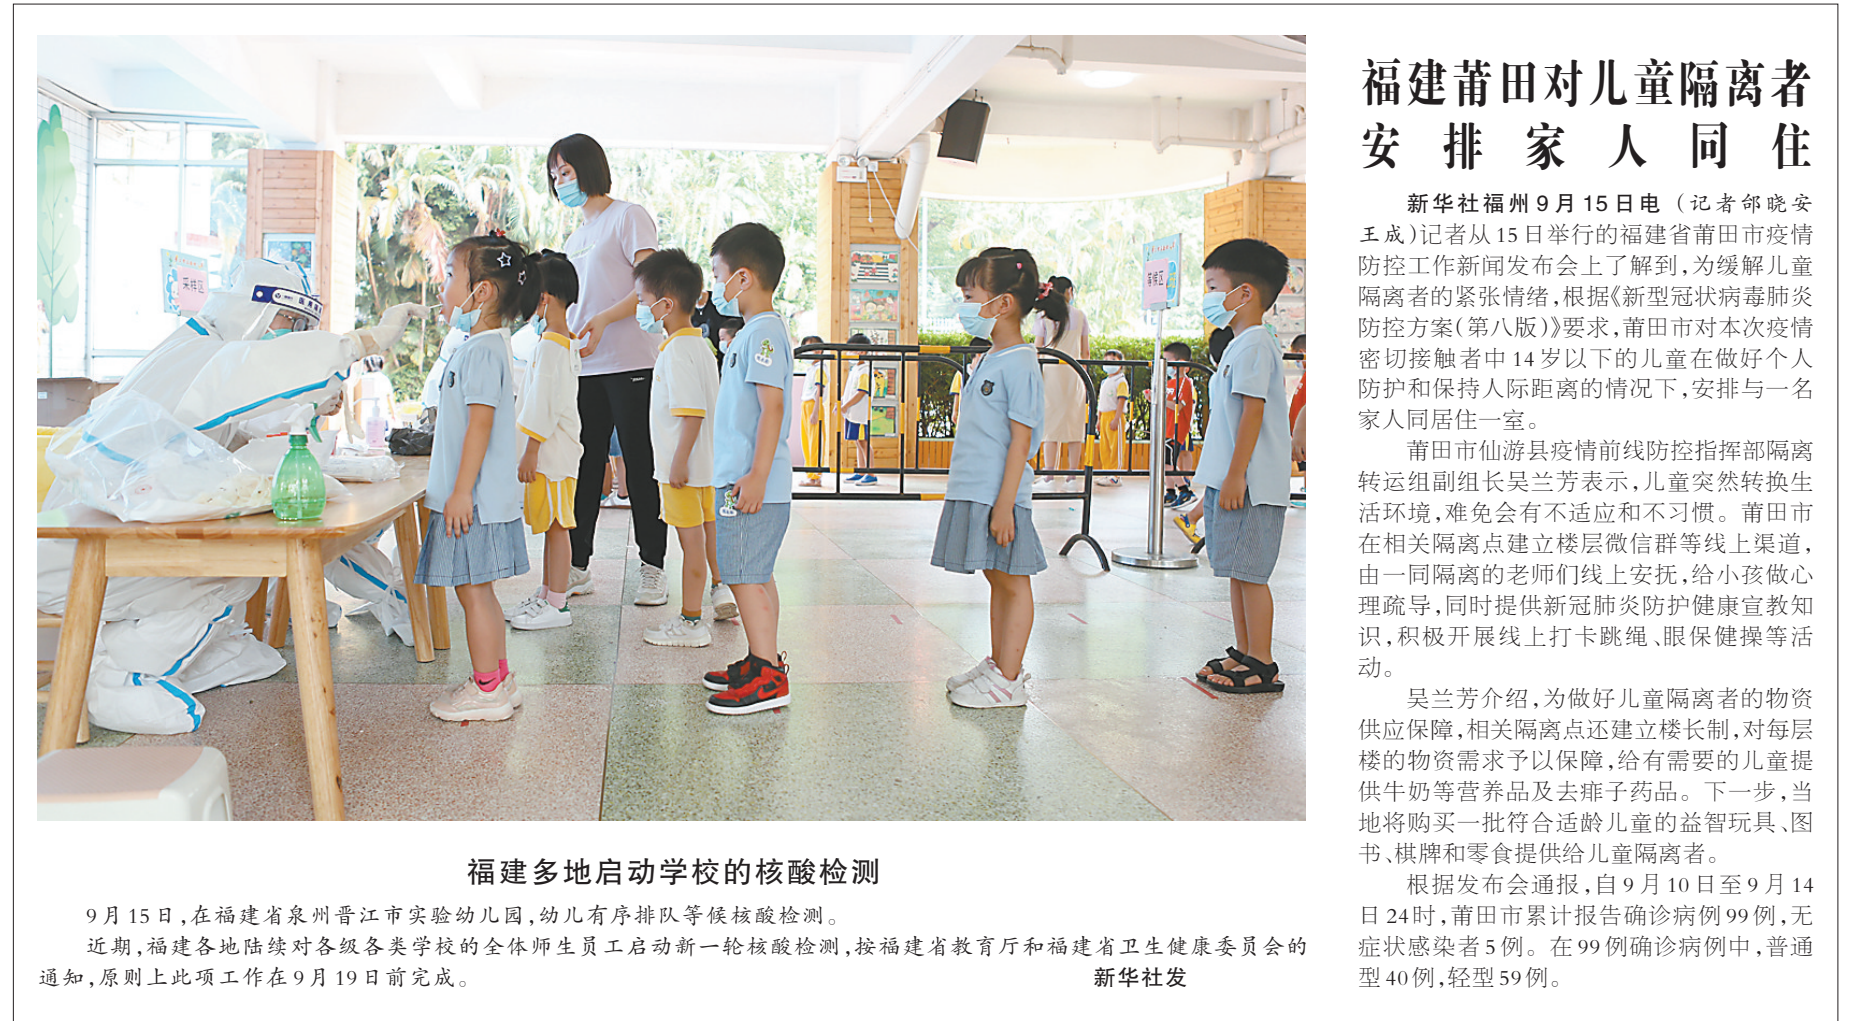 采样区
等候区
福建多地启动学校的核酸检测
9月15日,在福建省泉州晋江市实验幼儿园,幼儿有序排队等候核酸检测。
近期,福建各地陆续对各级各类学校的全体师生员工启动新一轮核酸检测,按福建省教育厅和福建省卫生健康委员会的
通知,原则上此项工作在9月19日前完成。 新华社发
福建莆田对儿童隔离者
安排家人同住
新华社福州9月15日电（记者邰晓安
王成)记者从15日举行的福建省莆田市疫情
防控工作新闻发布会上了解到,为缓解儿童
隔离者的紧张情绪,根据《新型冠状病毒肺炎
防控方案(第八版)》要求,莆田市对本次疫情
密切接触者中14岁以下的儿童在做好个人
防护和保持人际距离的情况下,安排与一名
家人同居住一室。
莆田市仙游县疫情前线防控指挥部隔离
转运组副组长吴兰芳表示,儿童突然转换生
活环境,难免会有不适应和不习惯。莆田市
在相关隔离点建立楼层微信群等线上渠道,
由一同隔离的老师们线上安抚,给小孩做心
理疏导,同时提供新冠肺炎防护健康宣教知
识,积极开展线上打卡跳绳、眼保健操等活
动。
吴兰芳介绍,为做好儿童隔离者的物资
供应保障,相关隔离点还建立楼长制,对每层
楼的物资需求予以保障,给有需要的儿童提
供牛奶等营养品及去痱子药品。下一步,当
地将购买一批符合适龄儿童的益智玩具、图
书、棋牌和零食提供给儿童隔离者。
根据发布会通报,自9月10日至9月14
日24时,莆田市累计报告确诊病例99例,无
症状感染者5例。在99例确诊病例中,普通
型40例,轻型59例。